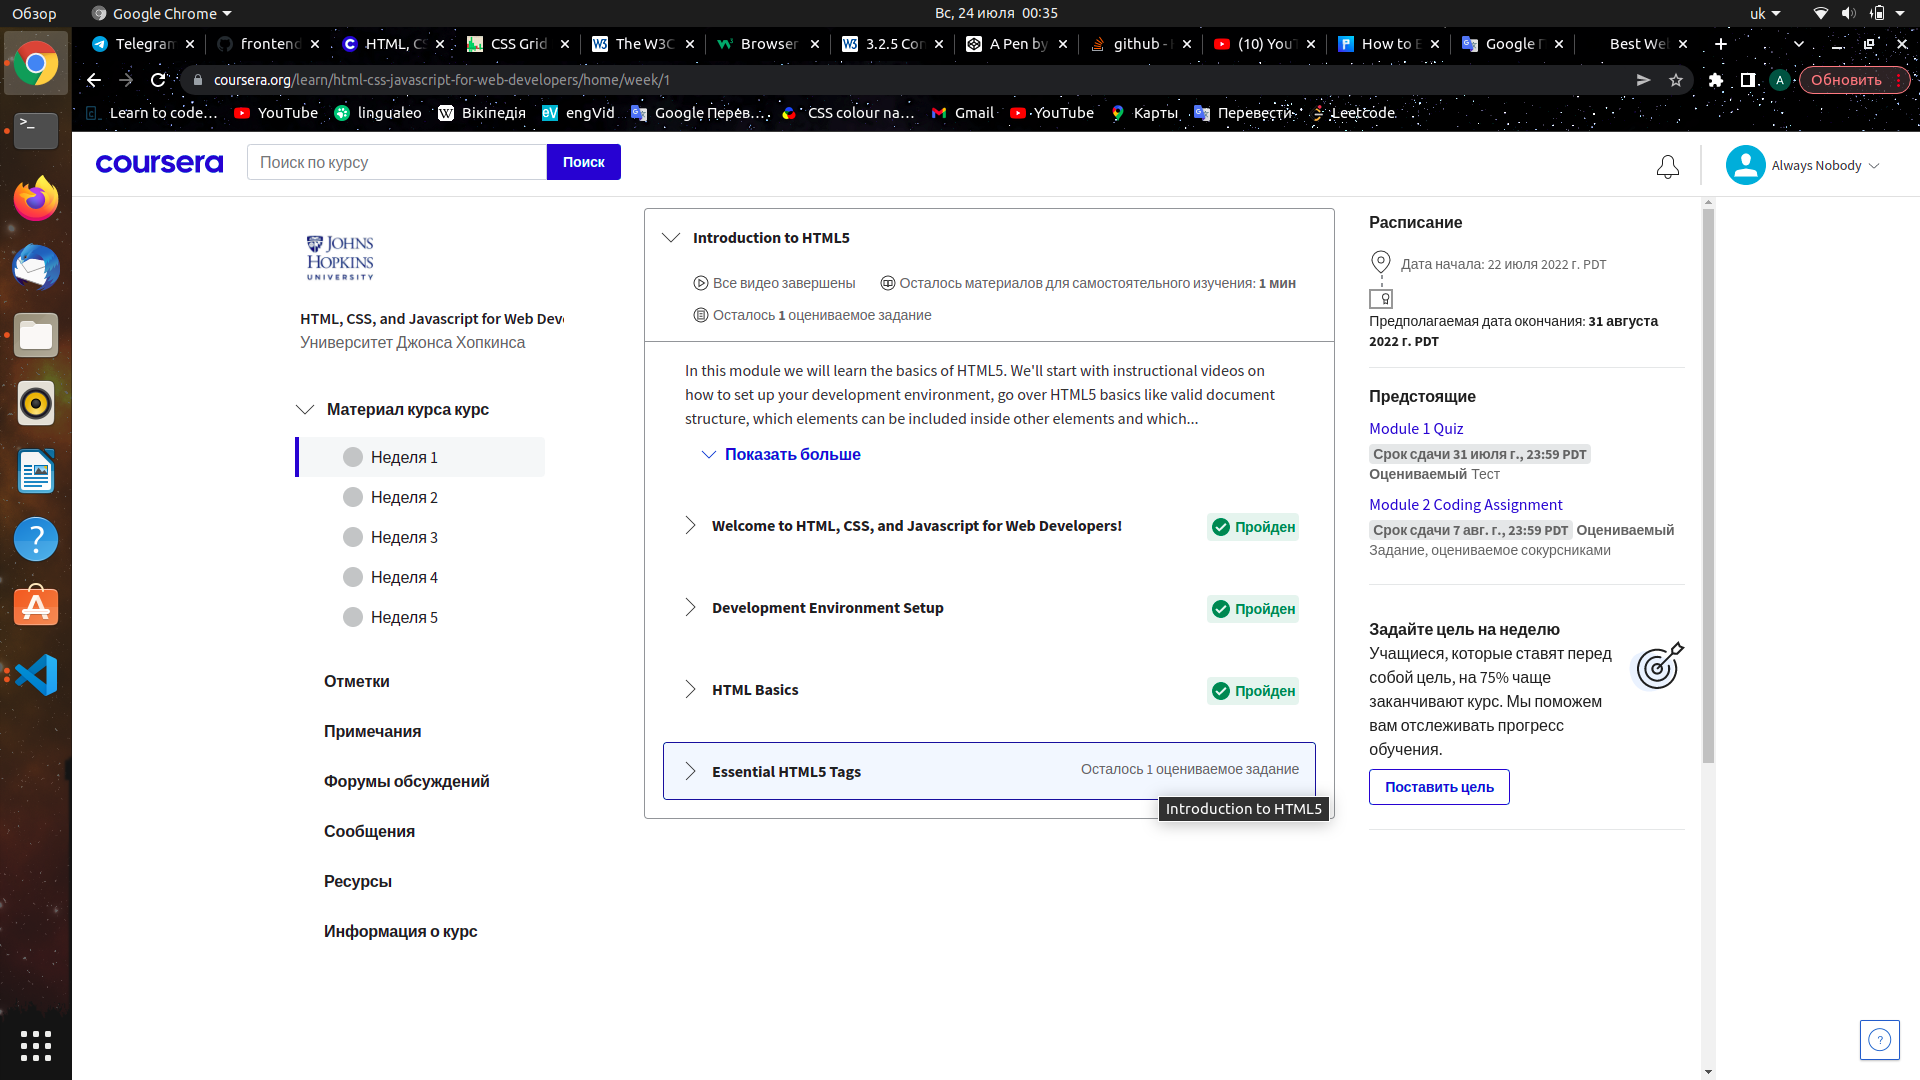 Обзор
Google Chrome
Вс, 24 июля 00:35
uk
Telegram
frontend
HTML, CS
CSS Grid
The W3C
Browser
3.2.5 Cor
A Pen by
github -
(10) YouT
How to
Google
Best Wel
coursera.org/learn/html-css-javascript-for-web-developers/home/week/1
A
Обновить
Learn to code...
YouTube
lingualeo
Вікіпедія
engVid
Google Перев...
CSS colour na...
Gmail
YouTube
Карты
Перевести
Leetcode
coursera
Поиск по курсу
Поиск
Always Nobody
JOHNS
HOPKINS
UNIVERSITY
HTML, CSS, and Javascript for Web Dev
Университет Джонса Хопкинса
Материал курса курс
Неделя 1
Неделя 2
Неделя 3
Неделя 4
Неделя 5
Отметки
Примечания
Форумы обсуждений
Сообщения
Ресурсы
Информация о курс
Introduction to HTML5
Все видео завершены
Осталось материалов для самостоятельного изучения: 1 мин
Осталось 1 оцениваемое задание
In this module we will learn the basics of HTML5. We'll start with instructional videos on
how to set up your development environment, go over HTML5 basics like valid document
structure, which elements can be included inside other elements and which...
Показать больше
Welcome to HTML, CSS, and Javascript for Web Developers!
Пройден
Development Environment Setup
Пройден
HTML Basics
Пройден
Essential HTML5 Tags
Осталось 1 оцениваемое задание
Introduction to HTML5
Расписание
Дата начала: 22 июля 2022 г. PDT
Предполагаемая дата окончания: 31 августа
2022 г. PDT
Предстоящие
Module 1 Quiz
Срок сдачи 31 июля г., 23:59 PDT
Оцениваемый Тест
Module 2 Coding Assignment
Срок сдачи 7 авг. г., 23:59 PDT Оцениваемый
Задание, оцениваемое сокурсниками
Задайте цель на неделю
Учащиеся, которые ставят перед
собой цель, на 75% чаще
заканчивают курс. Мы поможем
вам отслеживать прогресс
обучения.
Поставить цель